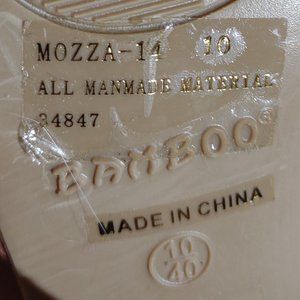 MOZZA-14 10
ALL MANMADE MATERIAL
34847
BAMBOO®
MADE IN CHINA
10
40